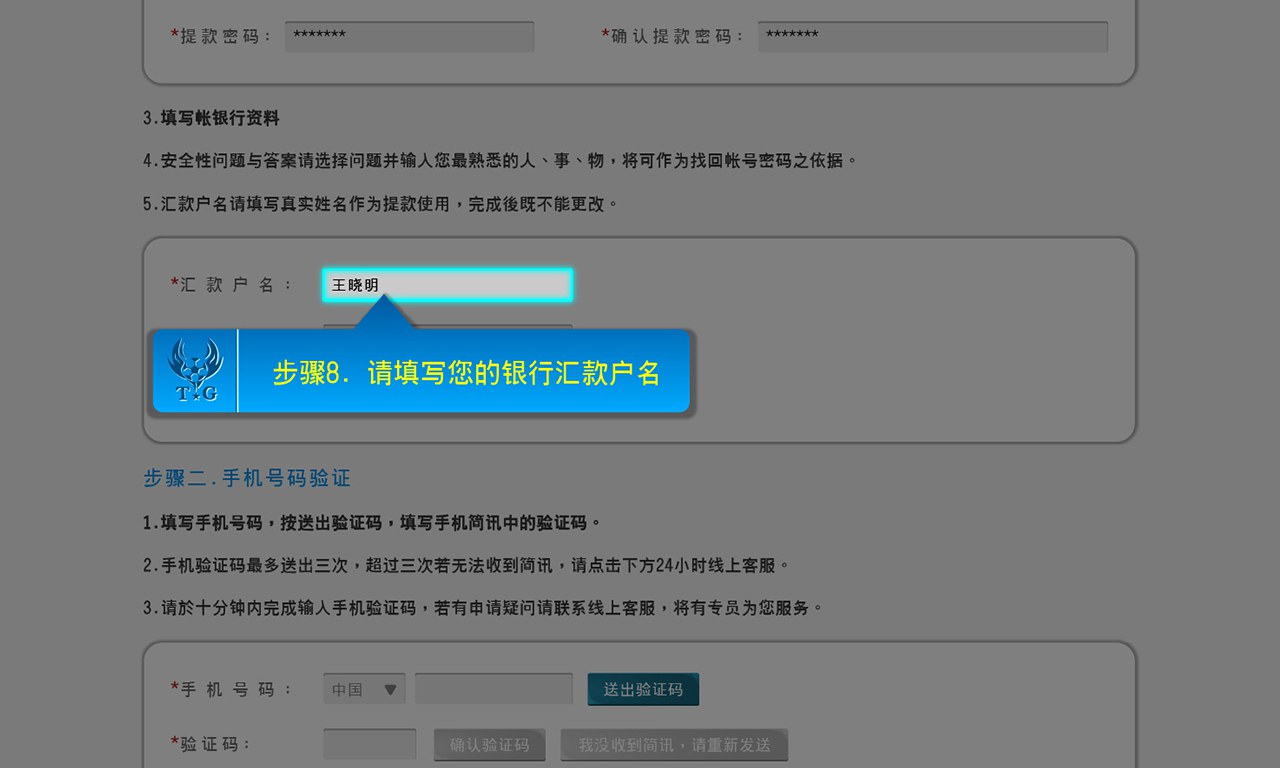 *提款密码： ******* *确认提款密码： *******
3.填写帐银行资料
4.安全性问题与答案请选择问题并输入您最熟悉的人、事、物，将可作为找回帐号密码之依据。
5.汇款户名请填写真实姓名作为提款使用，完成後既不能更改。
*汇款户名： 王晓明
步骤8. 请填写您的银行汇款户名
T★G
步骤二.手机号码验证
1.填写手机号码，按送出验证码，填写手机简讯中的验证码。
2.手机验证码最多送出三次，超过三次若无法收到简讯，请点击下方24小时线上客服。
3.请於十分钟内完成输入手机验证码，若有申请疑问请联系线上客服，将有专员为您服务。
*手机号码： 中国 ▼ 送出验证码
*验证码： 确认验证码 我没收到简讯，请重新发送